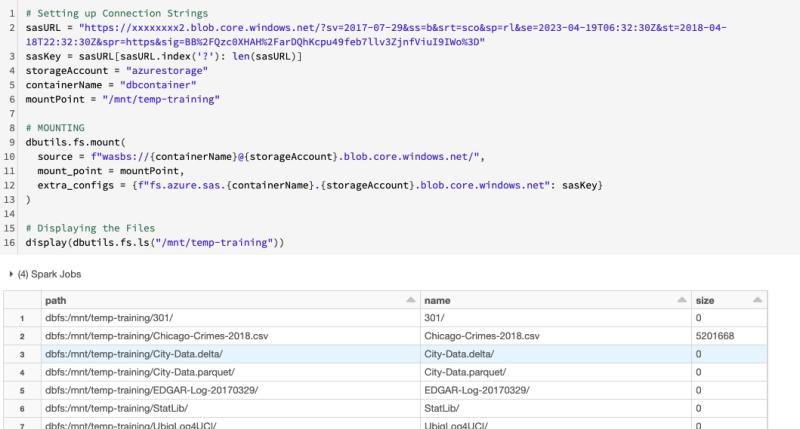 1 # Setting up Connection Strings
2 sasURL = "https://xxxxxxxx2.blob.core.windows.net/?sv=2017-07-29&ss=b&srt=sco&sp=rl&se=2023-04-19T06:32:30Z&st=2018-04-
18T22:32:30Z&spr=https&sig=BB%2FQzc0XHAH%2FarDQhKcpu49feb7llv3ZjnfViuI9IWo%3D"
3 sasKey = sasURL[sasURL.index('?'): len(sasURL)]
4 storageAccount = "azurestorage"
5 containerName = "dbcontainer"
6 mountPoint = "/mnt/temp-training"
7
8 # MOUNTING
9 dbutils.fs.mount(
10 source = f"wasbs://{containerName}@{storageAccount}.blob.core.windows.net/",
11 mount_point = mountPoint,
12 extra_configs = {f"fs.azure.sas.{containerName}.{storageAccount}.blob.core.windows.net": sasKey}
13 )
14
15 # Displaying the Files
16 display(dbutils.fs.ls("/mnt/temp-training"))
(4) Spark Jobs
path name size
1 dbfs:/mnt/temp-training/301/ 301/ 0
2 dbfs:/mnt/temp-training/Chicago-Crimes-2018.csv Chicago-Crimes-2018.csv 5201668
3 dbfs:/mnt/temp-training/City-Data.delta/ City-Data.delta/ 0
4 dbfs:/mnt/temp-training/City-Data.parquet/ City-Data.parquet/ 0
5 dbfs:/mnt/temp-training/EDGAR-Log-20170329/ EDGAR-Log-20170329/ 0
6 dbfs:/mnt/temp-training/StatLib/ StatLib/ 0
7 dbfs:/mnt/temp-training/UbiqLog4UCI/ UbiqLog4UCI/ 0